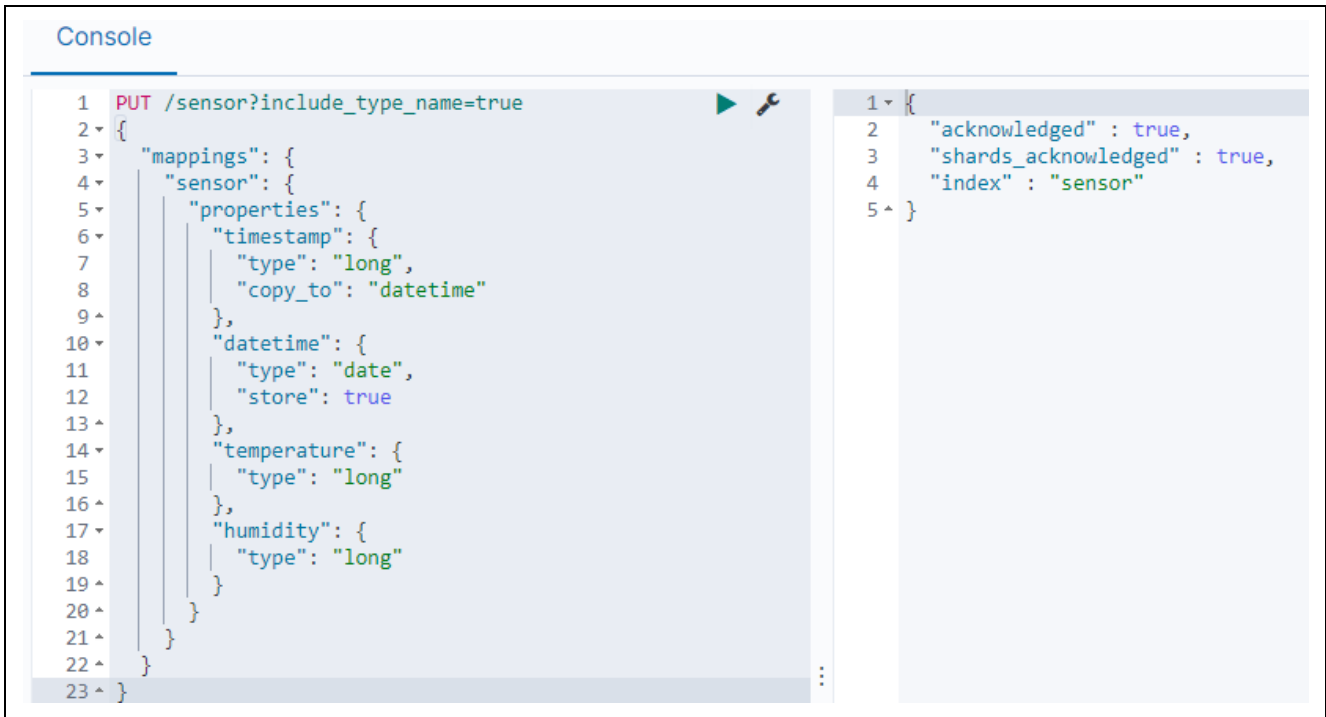 Console
1 PUT /sensor?include_type_name=true
2 {
3 "mappings": {
4 "sensor": {
5 "properties": {
6 "timestamp": {
7 "type": "long",
8 "copy_to": "datetime"
9 },
10 "datetime": {
11 "type": "date",
12 "store": true
13 },
14 "temperature": {
15 "type": "long"
16 },
17 "humidity": {
18 "type": "long"
19 }
20 }
21 }
22 }
23 }
1 {
2 "acknowledged" : true,
3 "shards_acknowledged" : true,
4 "index" : "sensor"
5 }